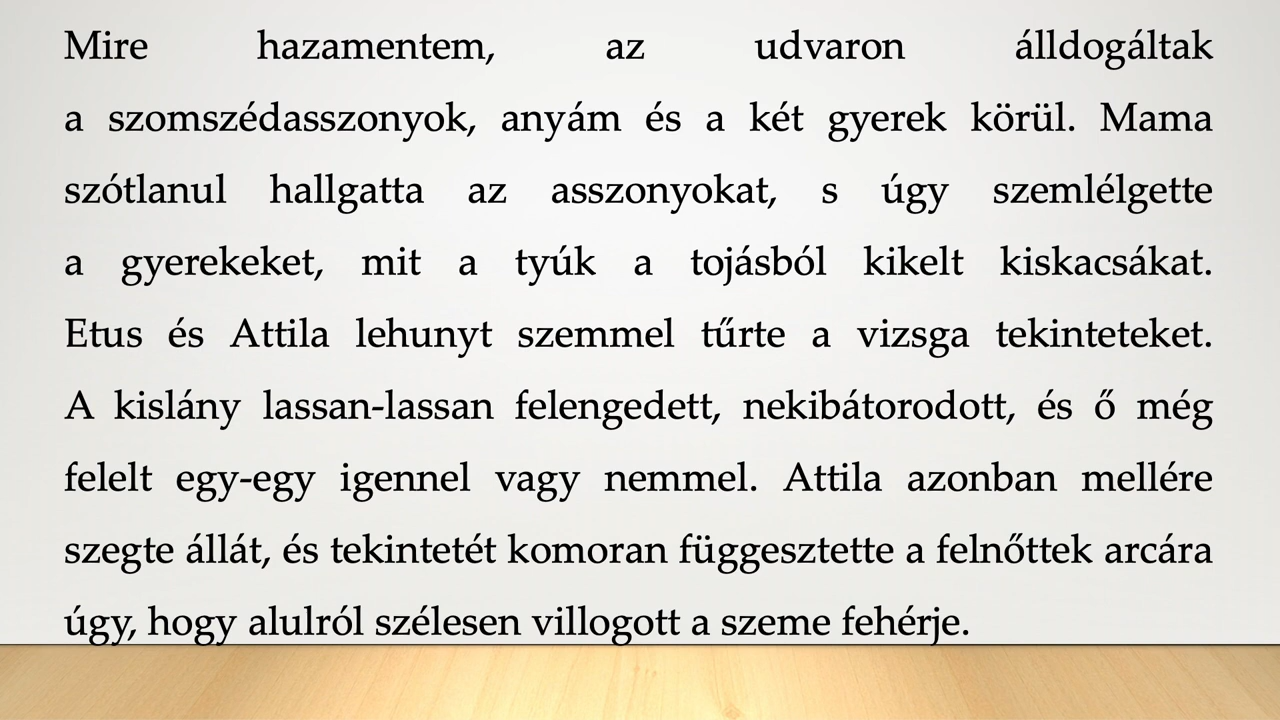 Mire hazamentem, az udvaron álldogáltak
a szomszédasszonyok, anyám és a két gyerek körül. Mama
szótlanul hallgatta az asszonyokat, s úgy szemlélgette
a gyerekeket, mit a tyúk a tojásból kikelt kiskacsákat.
Etus és Attila lehunyt szemmel tűrte a vizsga tekinteteket.
A kislány lassan-lassan felengedett, nekibátorodott, és ő még
felelt egy-egy igennel vagy nemmel. Attila azonban mellére
szegte állát, és tekintetét komoran függesztette a felnőttek arcára
úgy, hogy alulról szélesen villogott a szeme fehérje.